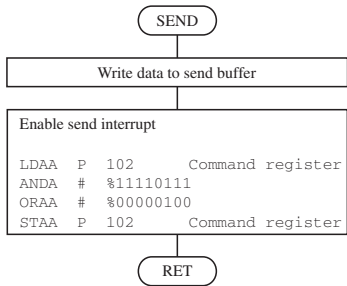 SEND
Write data to send buffer
Enable send interrupt
LDAA P 102 Command register
ANDA # %11110111
ORAA # %00000100
STAA P 102 Command register
RET